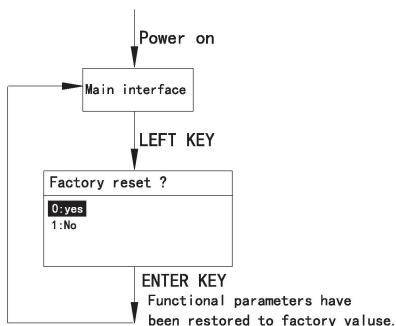 Power on
Main interface
LEFT KEY
Factory reset ?
0:yes
1:No
ENTER KEY
Functional parameters have
been restored to factory valuse.